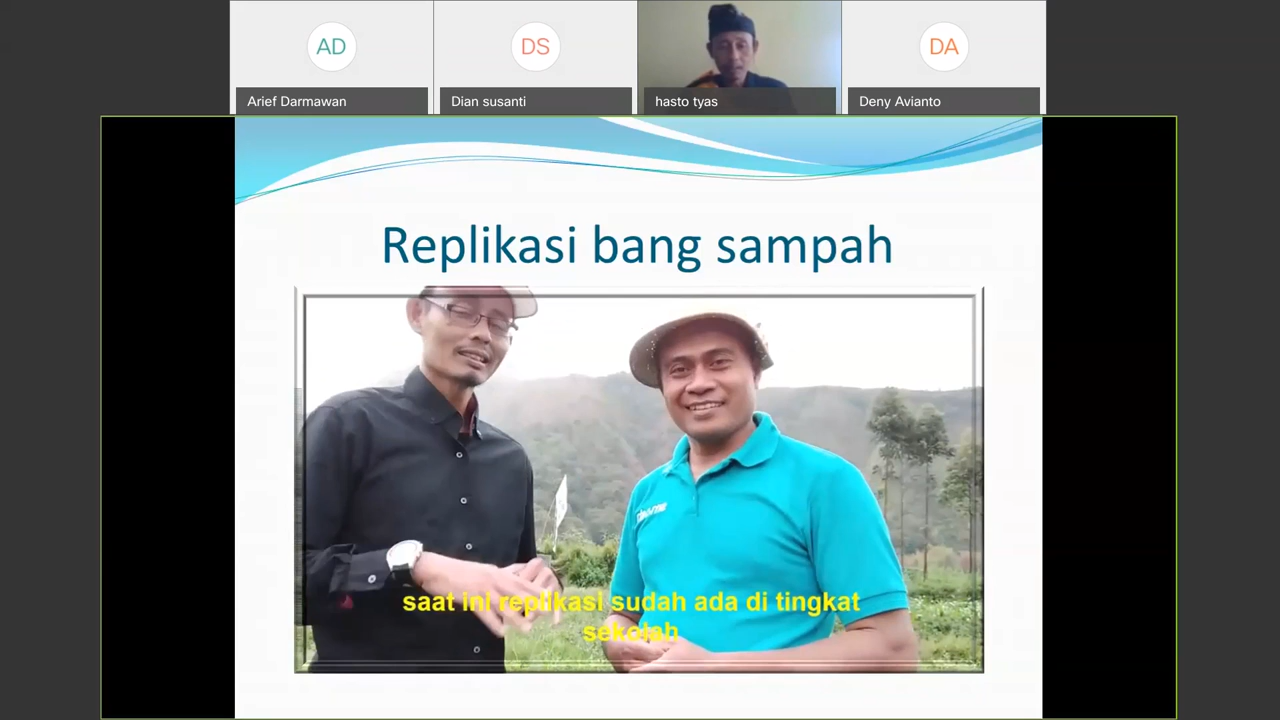 AD
DS
DA
Arief Darmawan
Dian susanti
hasto tyas
Deny Avianto
Replikasi bang sampah
saat ini replikasi sudah ada di tingkat
sekolah